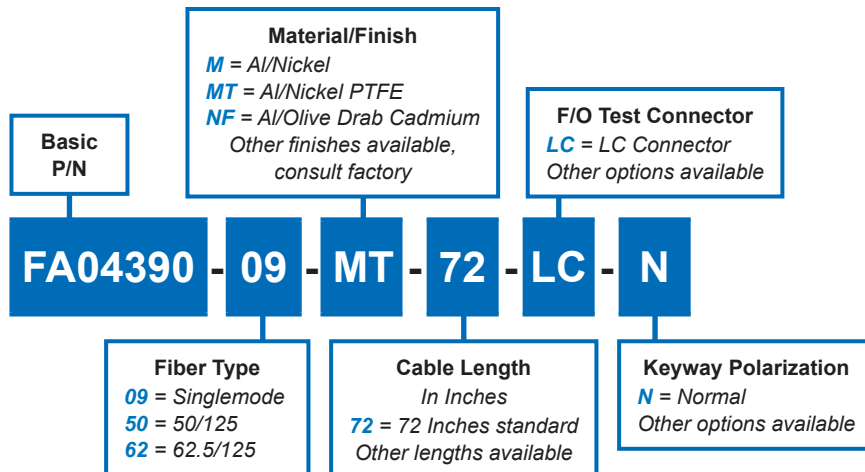 Material/Finish
M = Al/Nickel
MT = Al/Nickel PTFE
NF = Al/Olive Drab Cadmium
Other finishes available,
consult factory
F/O Test Connector
LC = LC Connector
Other options available
Basic
P/N
FA04390 - 09 - MT - 72 - LC - N
Fiber Type
09 = Singlemode
50 = 50/125
62 = 62.5/125
Cable Length
In Inches
72 = 72 Inches standard
Other lengths available
Keyway Polarization
N = Normal
Other options available